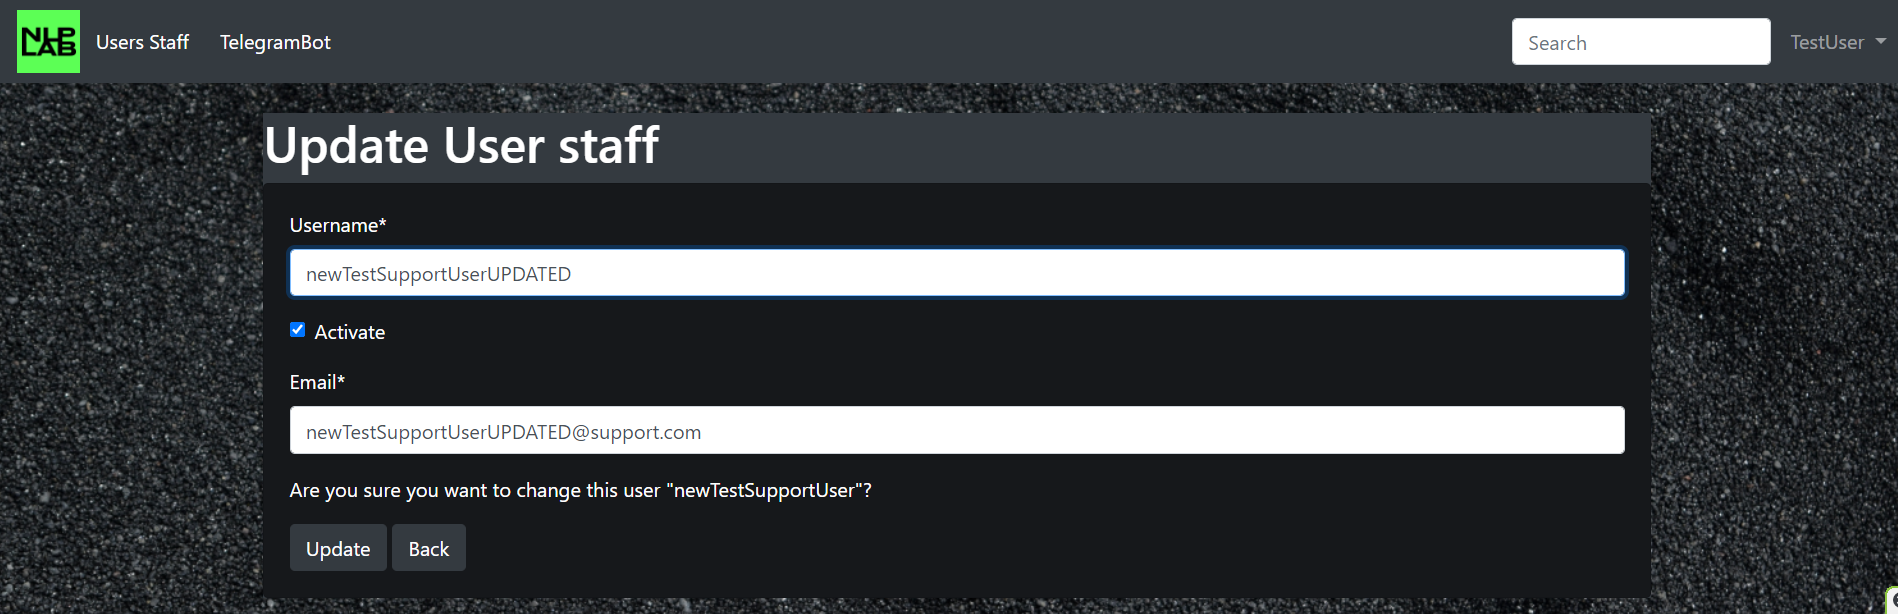 NLP
LAB
Users Staff
TelegramBot
Search
TestUser
Update User staff
Username*
newTestSupportUserUPDATED
Activate
Email*
newTestSupportUserUPDATED@support.com
Are you sure you want to change this user "newTestSupportUser"?
Update
Back